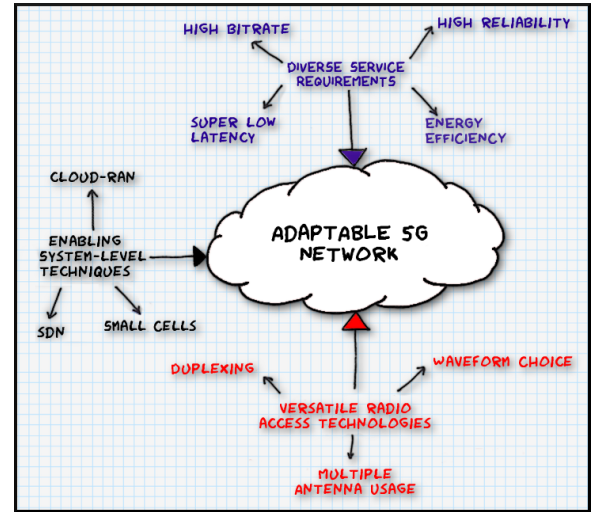 HIGH BITRATE
HIGH RELIABILITY
DIVERSE SERVICE
REQUIREMENTS
SUPER LOW
LATENCY
ENERGY
EFFICIENCY
CLOUD-RAN
ENABLING
SYSTEM-LEVEL
TECHNIQUES
SDN
SMALL CELLS
ADAPTABLE 5G
NETWORK
DUPLEXING
WAVEFORM CHOICE
VERSATILE RADIO
ACCESS TECHNOLOGIES
MULTIPLE
ANTENNA USAGE